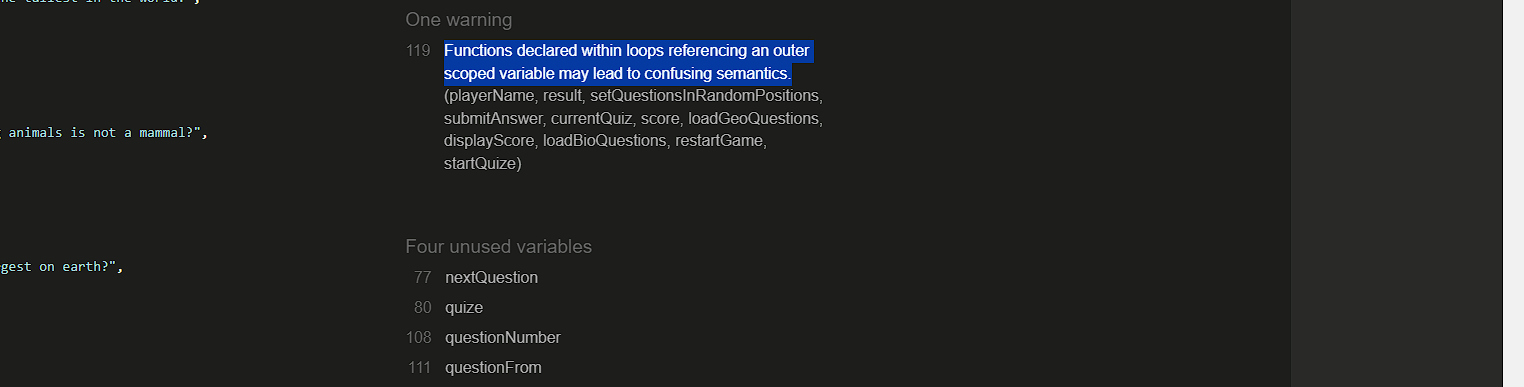 the tallest in the world?",
One warning
119 Functions declared within loops referencing an outer
scoped variable may lead to confusing semantics.
(playerName, result, setQuestionsInRandomPositions,
submitAnswer, currentQuiz, score, loadGeoQuestions,
animals is not a mammal?",
displayScore, loadBioQuestions, restartGame,
startQuize)
Four unused variables
gest on earth?",
77 nextQuestion
80 quize
108 questionNumber
111 questionFrom